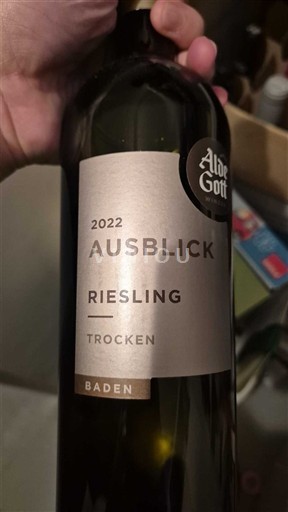 Alde
Gott
2022
AUSBLICK
RIESLING
TROCKEN
BADEN